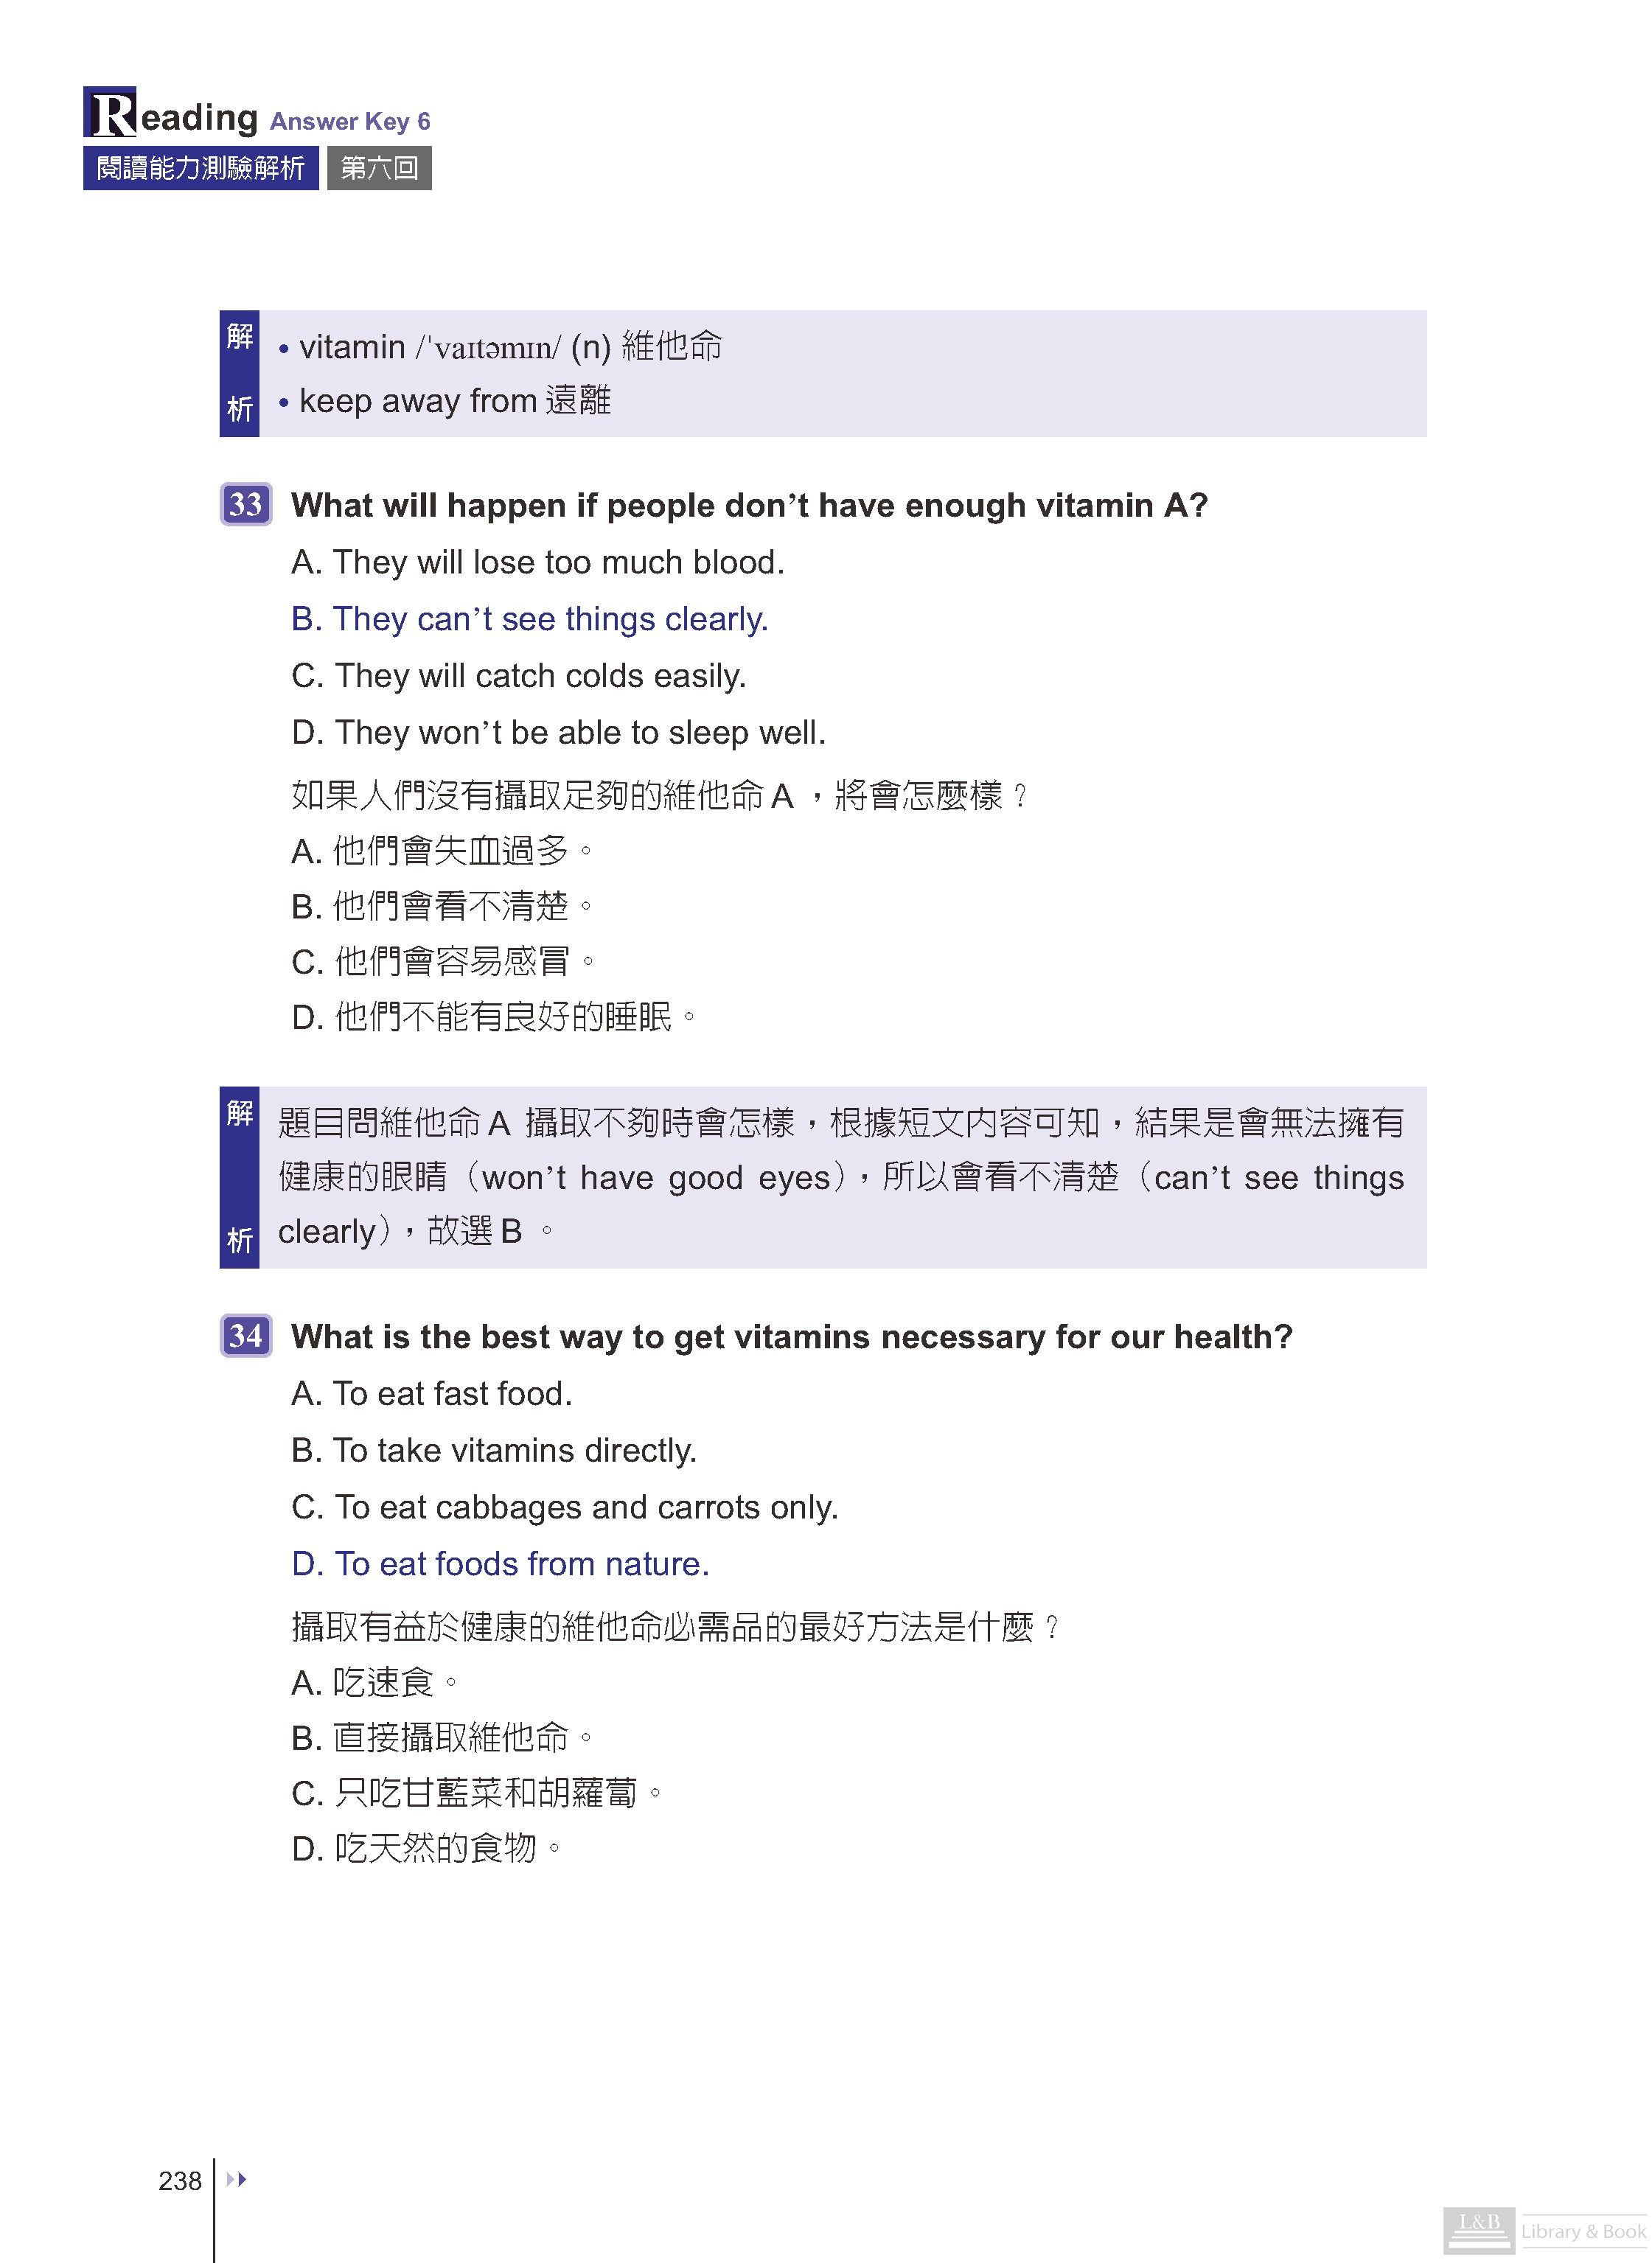 Reading Answer Key 6
閱讀能力測驗解析 第六回
解析
• vitamin /ˈvaɪtəmɪn/ (n) 維他命
• keep away from 遠離
33 What will happen if people don’t have enough vitamin A?
A. They will lose too much blood.
B. They can’t see things clearly.
C. They will catch colds easily.
D. They won’t be able to sleep well.
如果人們沒有攝取足夠的維他命 A ，將會怎麼樣？
A. 他們會失血過多。
B. 他們會看不清楚。
C. 他們會容易感冒。
D. 他們不能有良好的睡眠。
解析
題目問維他命 A 攝取不夠時會怎樣，根據短文內容可知，結果是會無法擁有
健康的眼睛（won’t have good eyes），所以會看不清楚（can’t see things
clearly），故選 B 。
34 What is the best way to get vitamins necessary for our health?
A. To eat fast food.
B. To take vitamins directly.
C. To eat cabbages and carrots only.
D. To eat foods from nature.
攝取有益於健康的維他命必需品的最好方法是什麼？
A. 吃速食。
B. 直接攝取維他命。
C. 只吃甘藍菜和胡蘿蔔。
D. 吃天然的食物。
238
L&B Library & Book